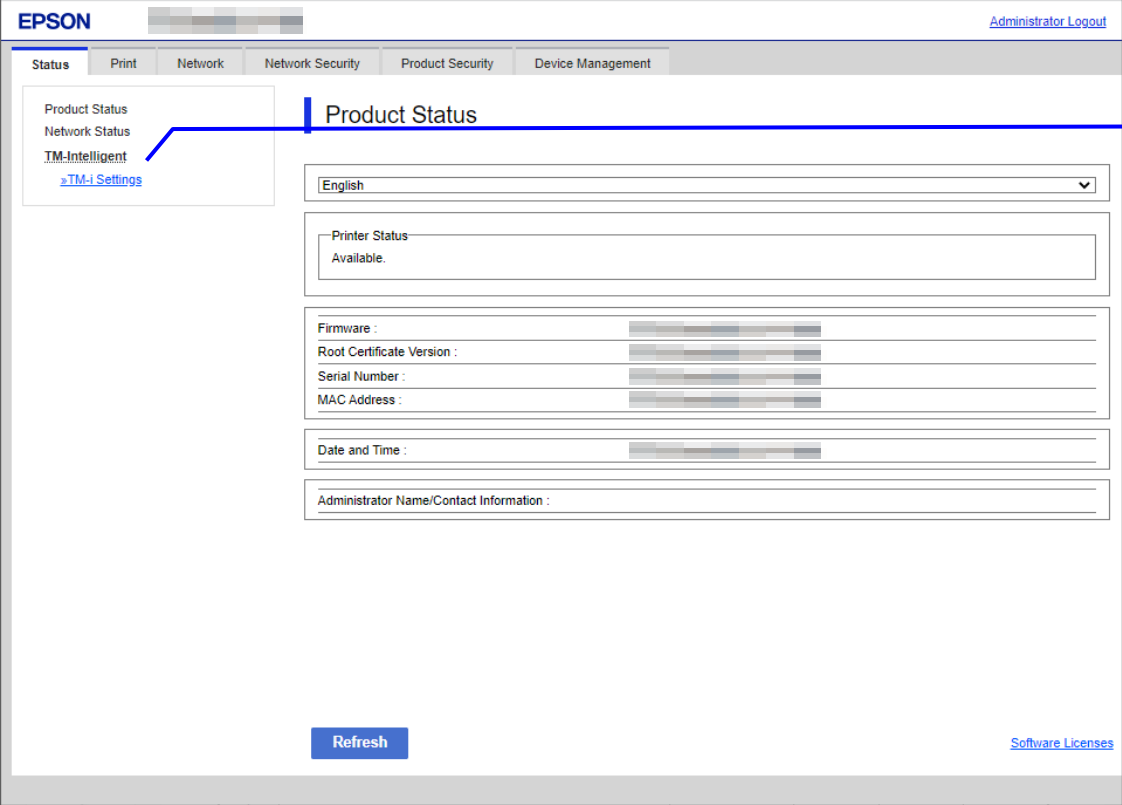 EPSON
Administrator Logout
Status Print Network Network Security Product Security Device Management
Product Status
Network Status
TM-Intelligent
»TM-i Settings
Product Status
English
Printer Status
Available.
Firmware :
Root Certificate Version :
Serial Number :
MAC Address :
Date and Time :
Administrator Name/Contact Information :
Refresh
Software Licenses